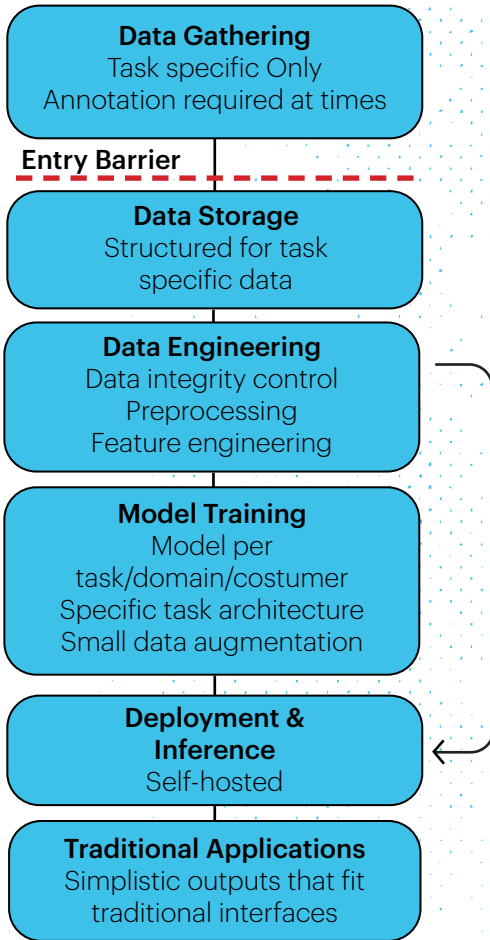 Data Gathering
Task specific Only
Annotation required at times
Entry Barrier
Data Storage
Structured for task
specific data
Data Engineering
Data integrity control
Preprocessing
Feature engineering
Model Training
Model per
task/domain/costumer
Specific task architecture
Small data augmentation
Deployment &
Inference
Self-hosted
Traditional Applications
Simplistic outputs that fit
traditional interfaces